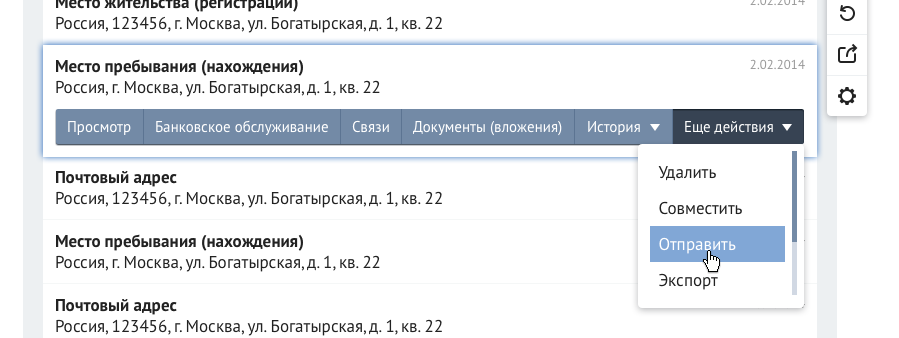 Место жительства (регистрации)
2.02.2014
Россия, 123456, г. Москва, ул. Богатырская, д. 1, кв. 22
Место пребывания (нахождения)
2.02.2014
Россия, г. Москва, ул. Богатырская, д. 1, кв. 22
Просмотр Банковское обслуживание Связи Документы (вложения) История Еще действия
Удалить
Почтовый адрес
Россия, 123456, г. Москва, ул. Богатырская, д. 1, кв. 22
Совместить
Место пребывания (нахождения)
Отправить
Россия, г. Москва, ул. Богатырская, д. 1, кв. 22
Экспорт
Почтовый адрес
Россия, 123456, г. Москва, ул. Богатырская, д. 1, кв. 22